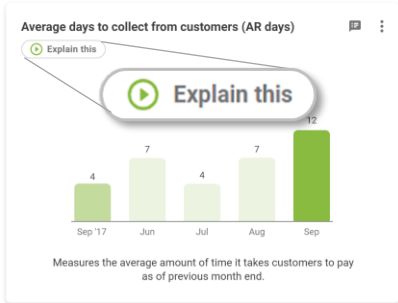 Average days to collect from customers (AR days)
Explain this
Explain this
12
7
7
4
4
Sep '17 Jun Jul Aug Sep
Measures the average amount of time it takes customers to pay
as of previous month end.